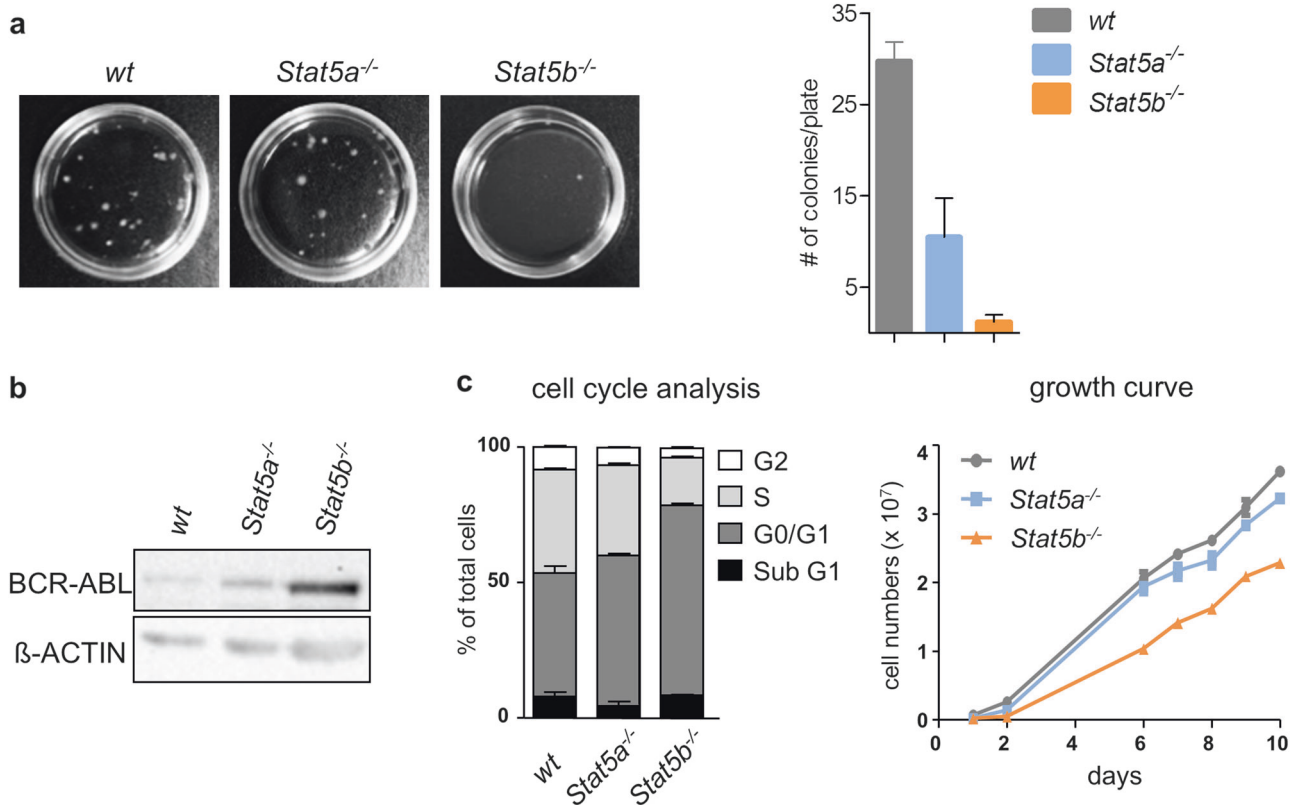 a
wt Stat5a-/- Stat5b-/-
# of colonies/plate
35
25
15
5
wt
Stat5a-/-
Stat5b-/-
b
wt Stat5a-/- Stat5b-/-
BCR-ABL
ß-ACTIN
c
cell cycle analysis
% of total cells
100
50
0
wt Stat5a-/- Stat5b-/-
G2
S
G0/G1
Sub G1
growth curve
cell numbers (x 10⁷)
4
3
2
1
0
wt
Stat5a-/-
Stat5b-/-
0 2 4 6 8 10
days